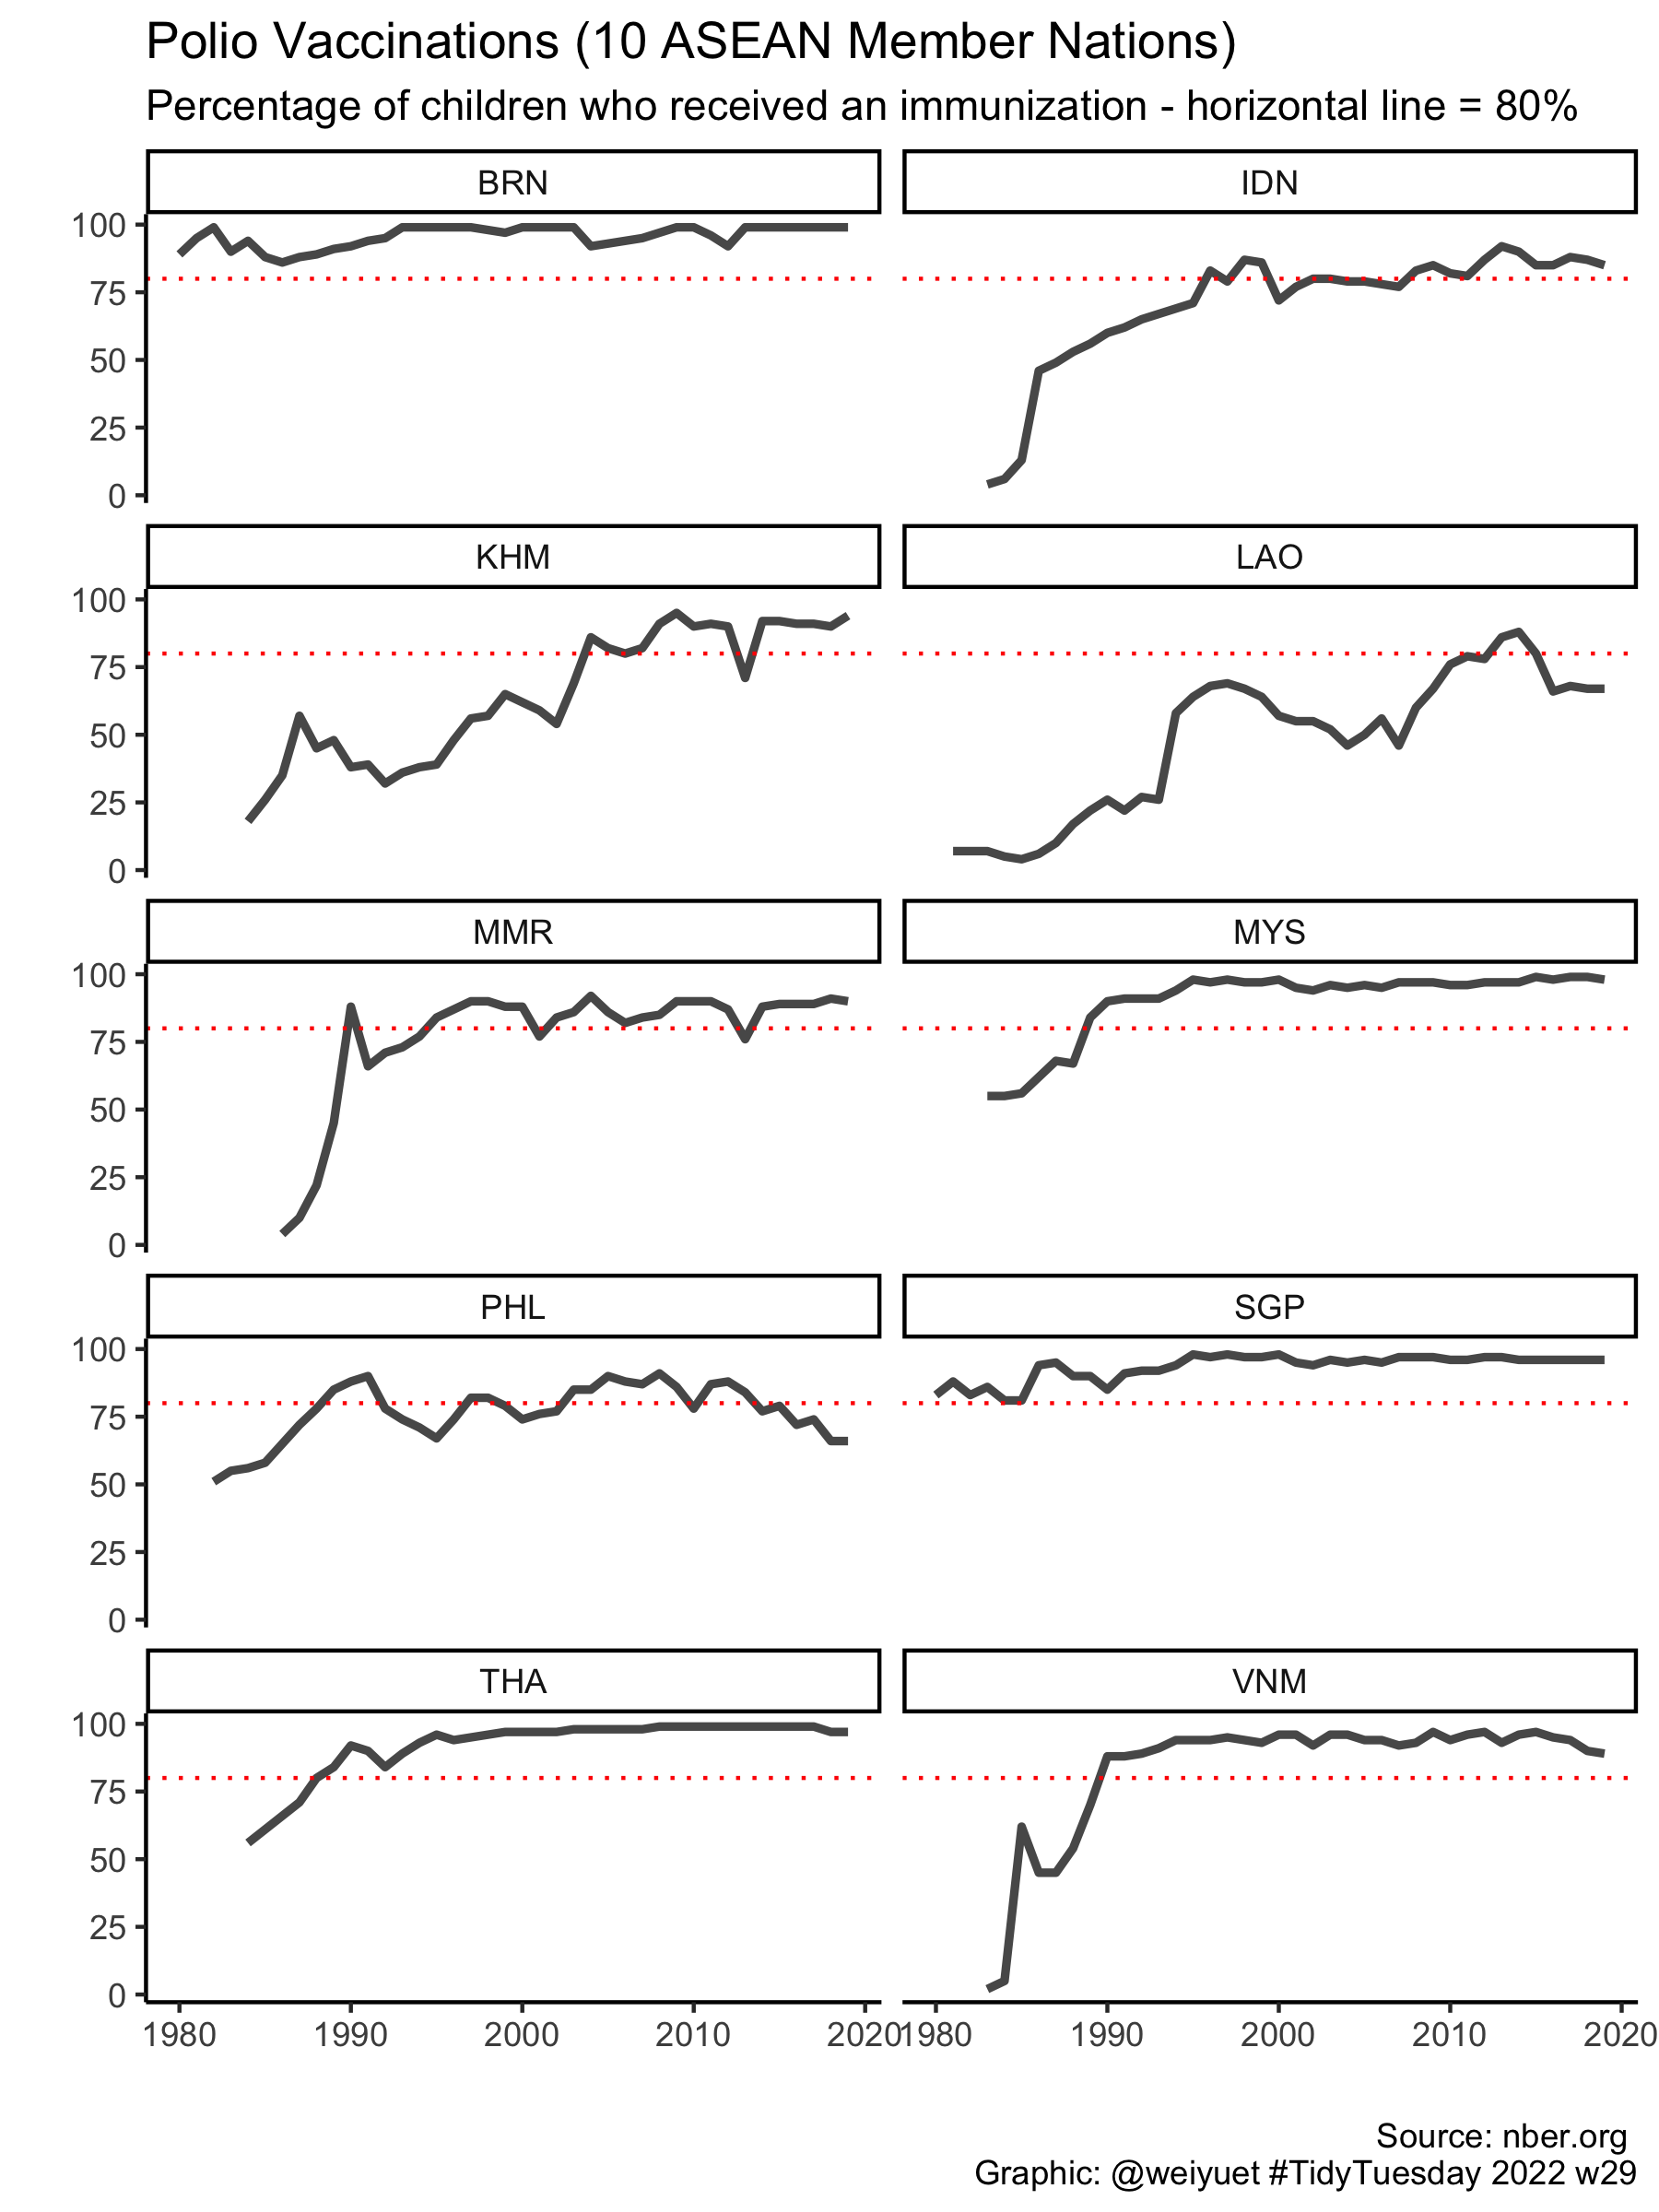 Polio Vaccinations (10 ASEAN Member Nations)
Percentage of children who received an immunization - horizontal line = 80%
BRN
IDN
100
75
50
25
0
KHM
LAO
100
75
50
25
0
MMR
MYS
100
75
50
25
0
PHL
SGP
100
75
50
25
0
THA
VNM
100
75
50
25
0
1980 1990 2000 2010 2020
1980 1990 2000 2010 2020
Source: nber.org
Graphic: @weiyuet #TidyTuesday 2022 w29